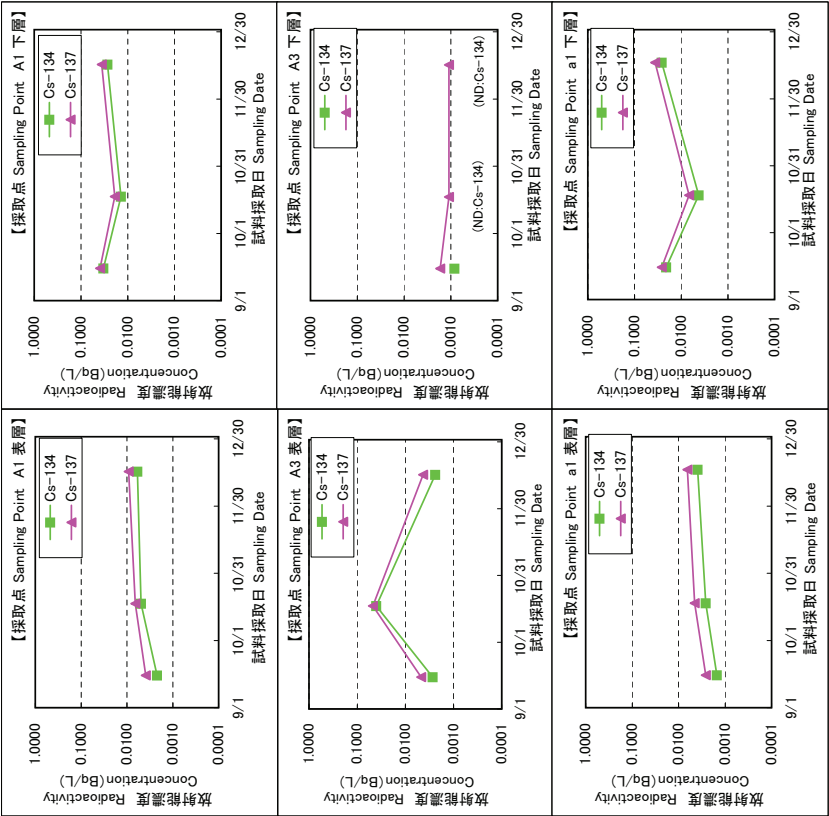 【採取点 Sampling Point A1 表層】
Cs-134
Cs-137
放射能濃度 Radioactivity
Concentration(Bq/L)
1.0000
0.1000
0.0100
0.0010
0.0001
9/1
10/1
10/31
11/30
12/30
試料採取日 Sampling Date
【採取点 Sampling Point A1 下層】
Cs-134
Cs-137
放射能濃度 Radioactivity
Concentration(Bq/L)
1.0000
0.1000
0.0100
0.0010
0.0001
9/1
10/1
10/31
11/30
12/30
試料採取日 Sampling Date
【採取点 Sampling Point A3 表層】
Cs-134
Cs-137
放射能濃度 Radioactivity
Concentration(Bq/L)
1.0000
0.1000
0.0100
0.0010
0.0001
9/1
10/1
10/31
11/30
12/30
試料採取日 Sampling Date
【採取点 Sampling Point A3 下層】
Cs-134
Cs-137
放射能濃度 Radioactivity
Concentration(Bq/L)
1.0000
0.1000
0.0100
0.0010
0.0001
(ND:Cs-134)
(ND:Cs-134)
9/1
10/1
10/31
11/30
12/30
試料採取日 Sampling Date
【採取点 Sampling Point a1 表層】
Cs-134
Cs-137
放射能濃度 Radioactivity
Concentration(Bq/L)
1.0000
0.1000
0.0100
0.0010
0.0001
9/1
10/1
10/31
11/30
12/30
試料採取日 Sampling Date
【採取点 Sampling Point a1 下層】
Cs-134
Cs-137
放射能濃度 Radioactivity
Concentration(Bq/L)
1.0000
0.1000
0.0100
0.0010
0.0001
9/1
10/1
10/31
11/30
12/30
試料採取日 Sampling Date